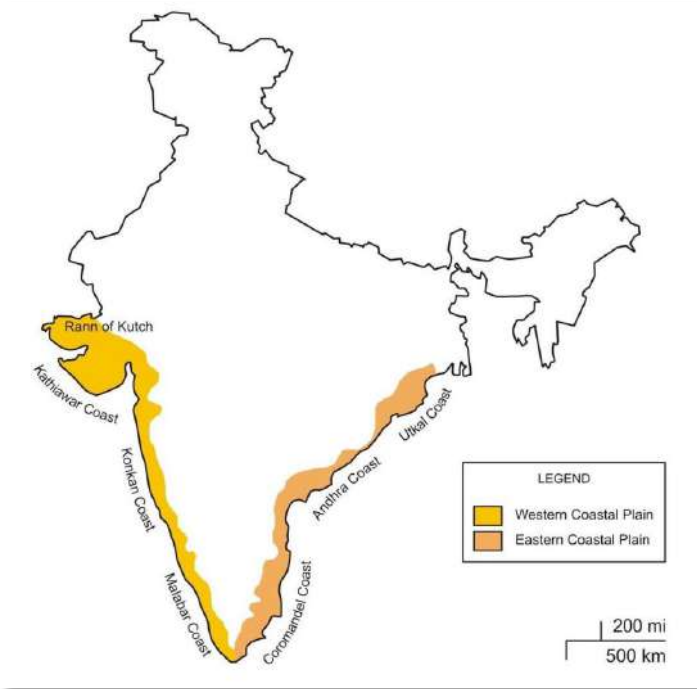 Rann of Kutch
Kathiawar Coast
Konkan Coast
Malabar Coast
Coromandel Coast
Andhra Coast
Utkal Coast
LEGEND
Western Coastal Plain
Eastern Coastal Plain
200 mi
500 km